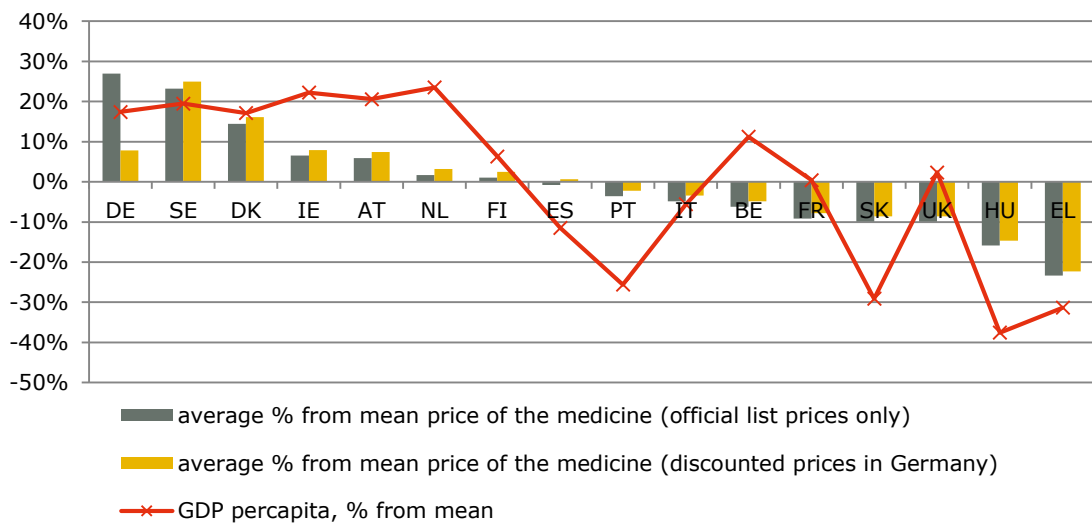 40%
30%
20%
10%
0%
-10%
-20%
-30%
-40%
-50%
DE SE DK IE AT NL FI ES PT IT BE FR SK UK HU EL
average % from mean price of the medicine (official list prices only)
average % from mean price of the medicine (discounted prices in Germany)
GDP percapita, % from mean